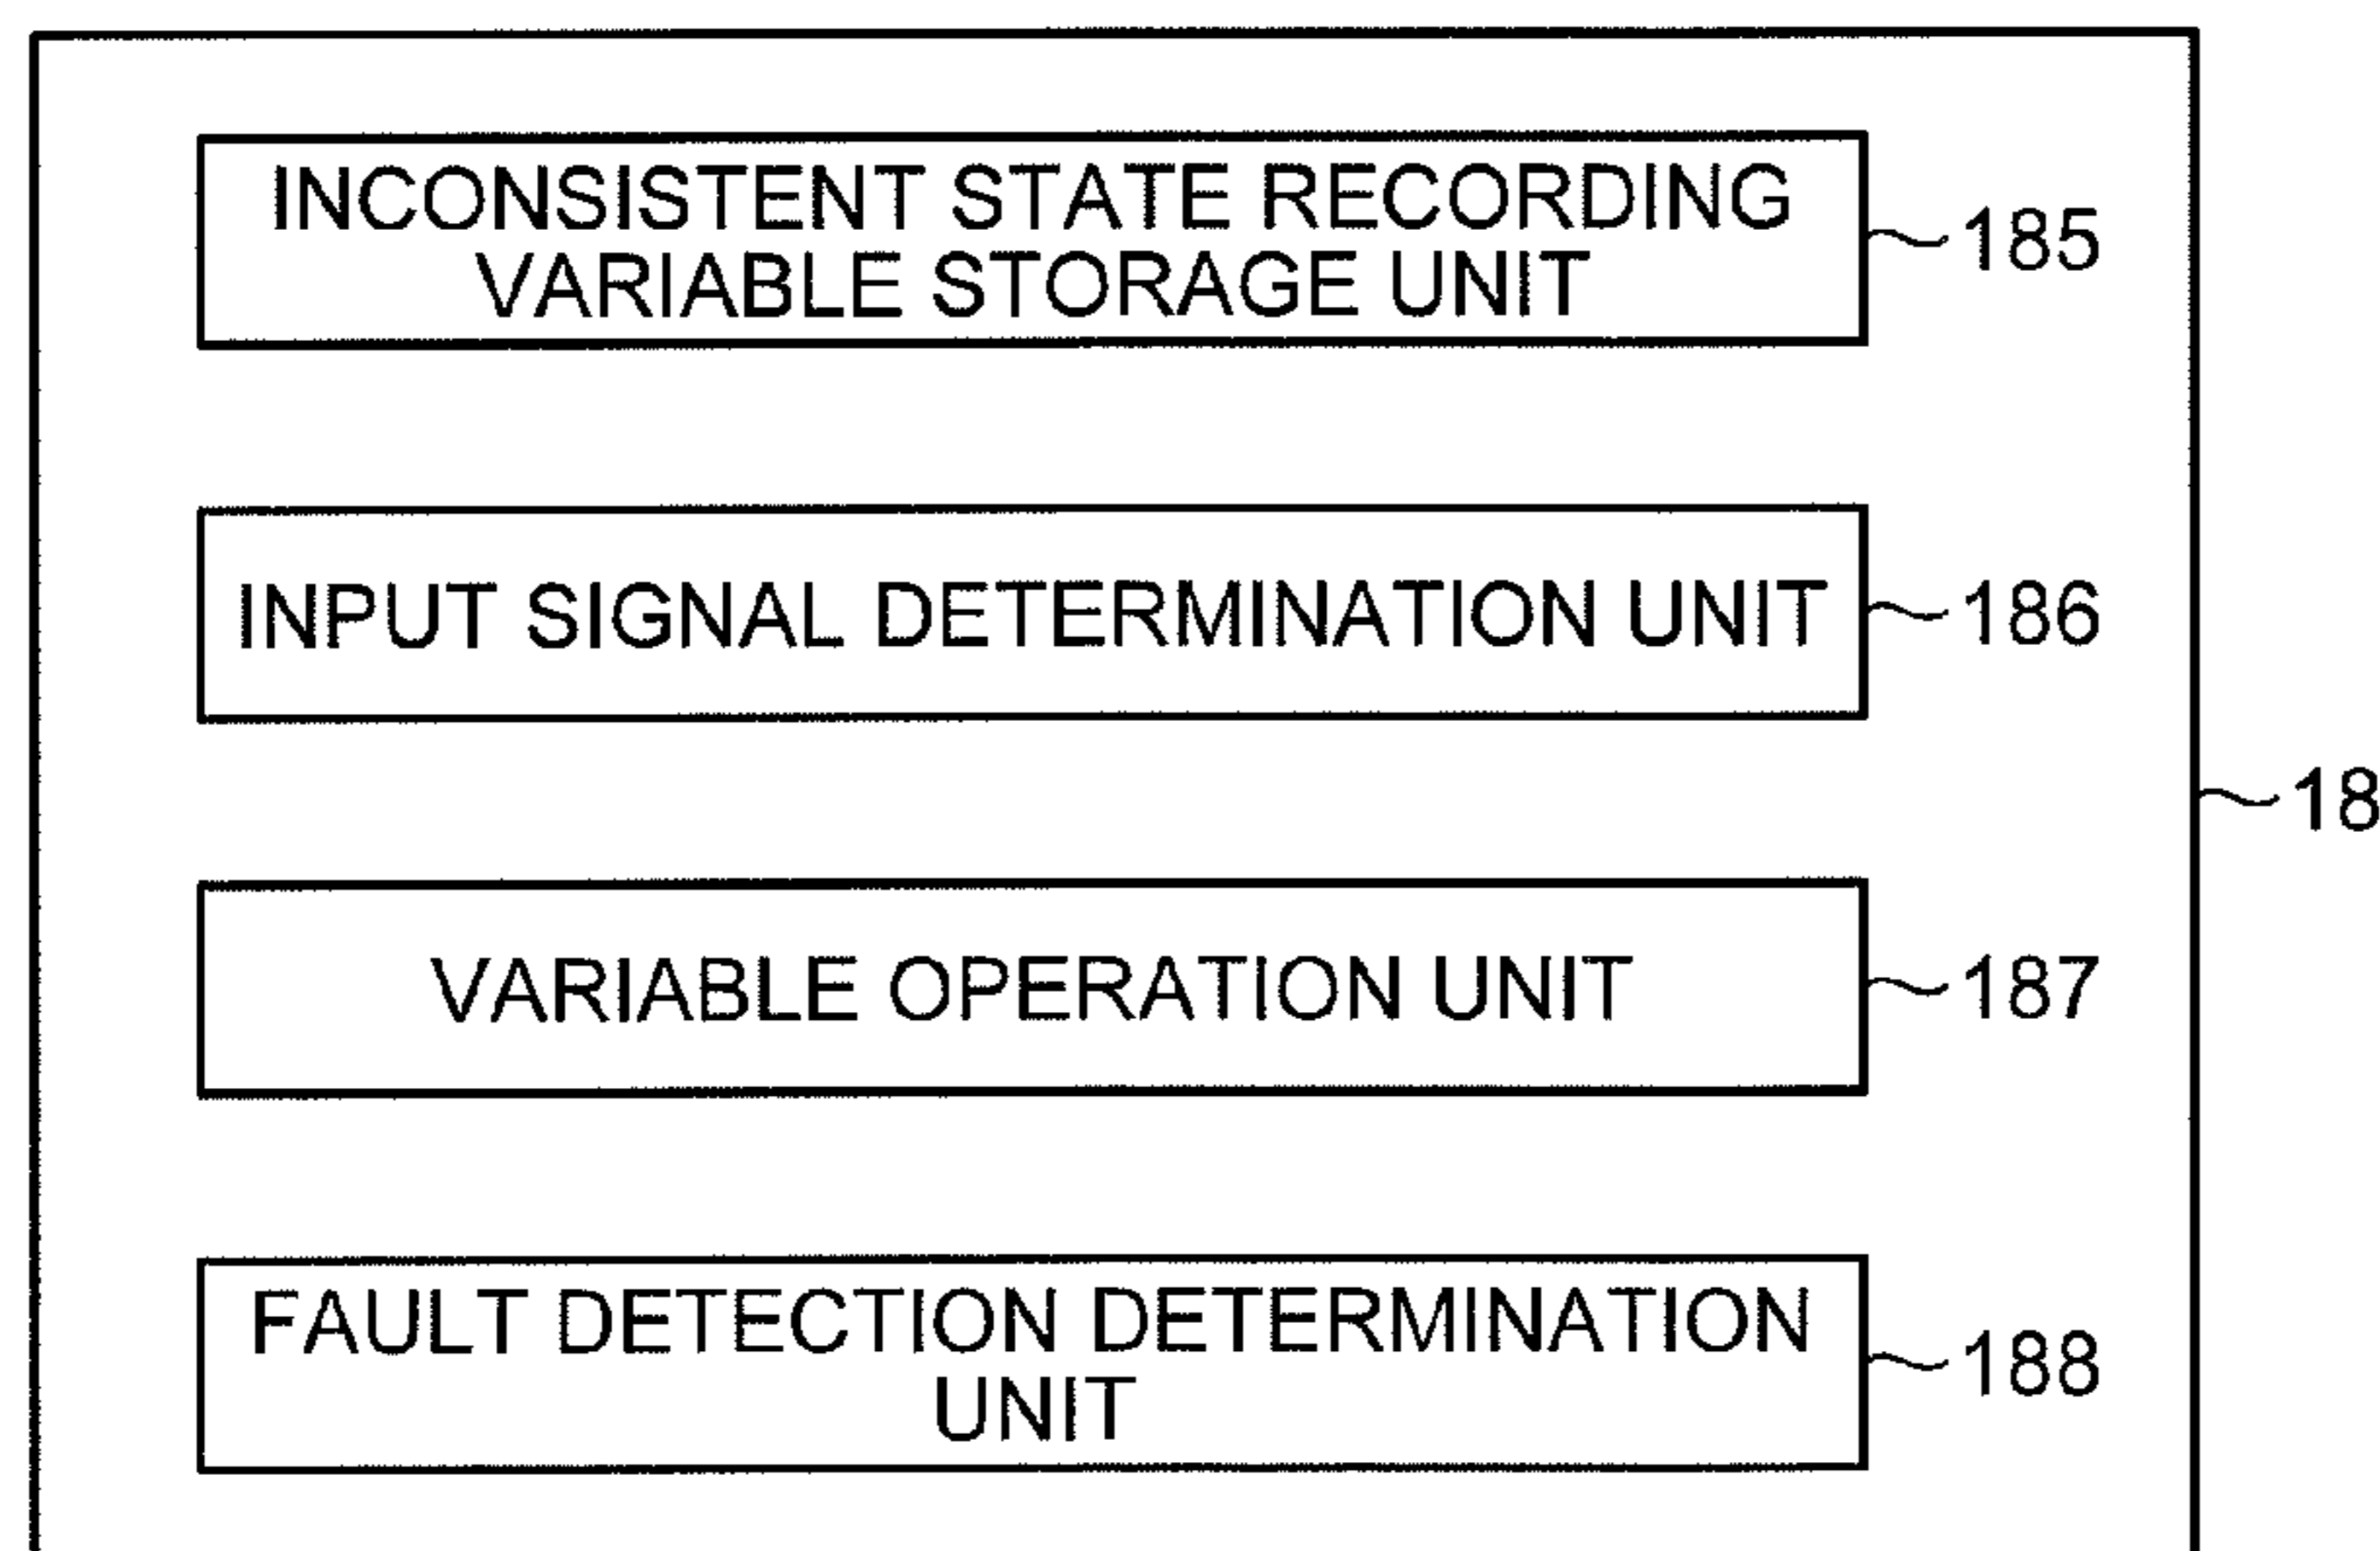 INCONSISTENT STATE RECORDING
VARIABLE STORAGE UNIT
185
INPUT SIGNAL DETERMINATION UNIT
186
18
VARIABLE OPERATION UNIT
187
FAULT DETECTION DETERMINATION
UNIT
188